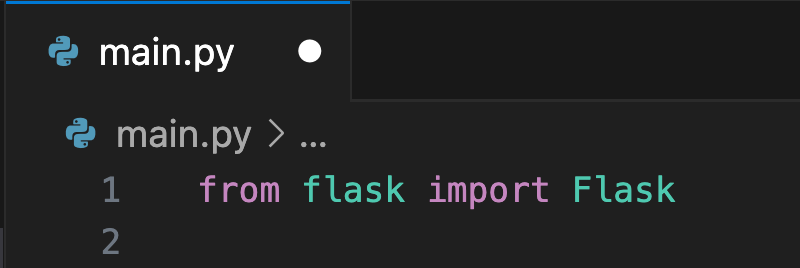 main.py
main.py > ...
1 from flask import Flask
2